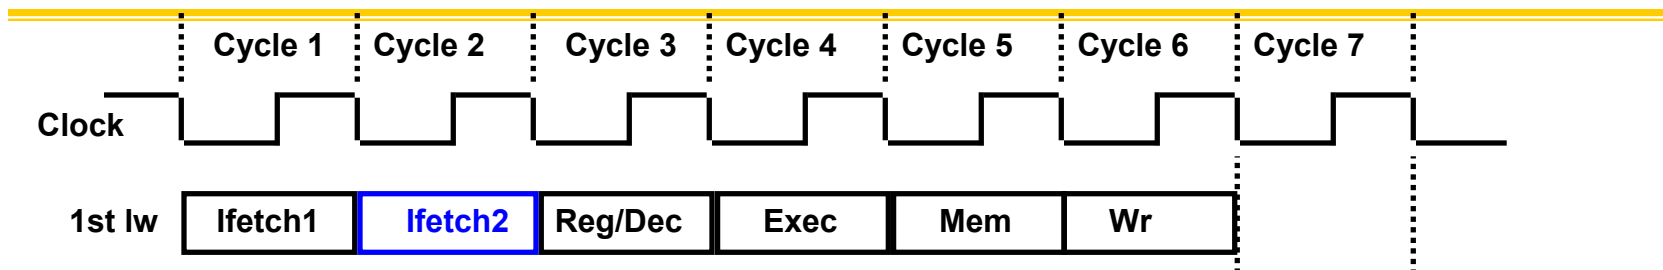 Cycle 1 Cycle 2 Cycle 3 Cycle 4 Cycle 5 Cycle 6 Cycle 7
Clock
1st lw Ifetch1 Ifetch2 Reg/Dec Exec Mem Wr